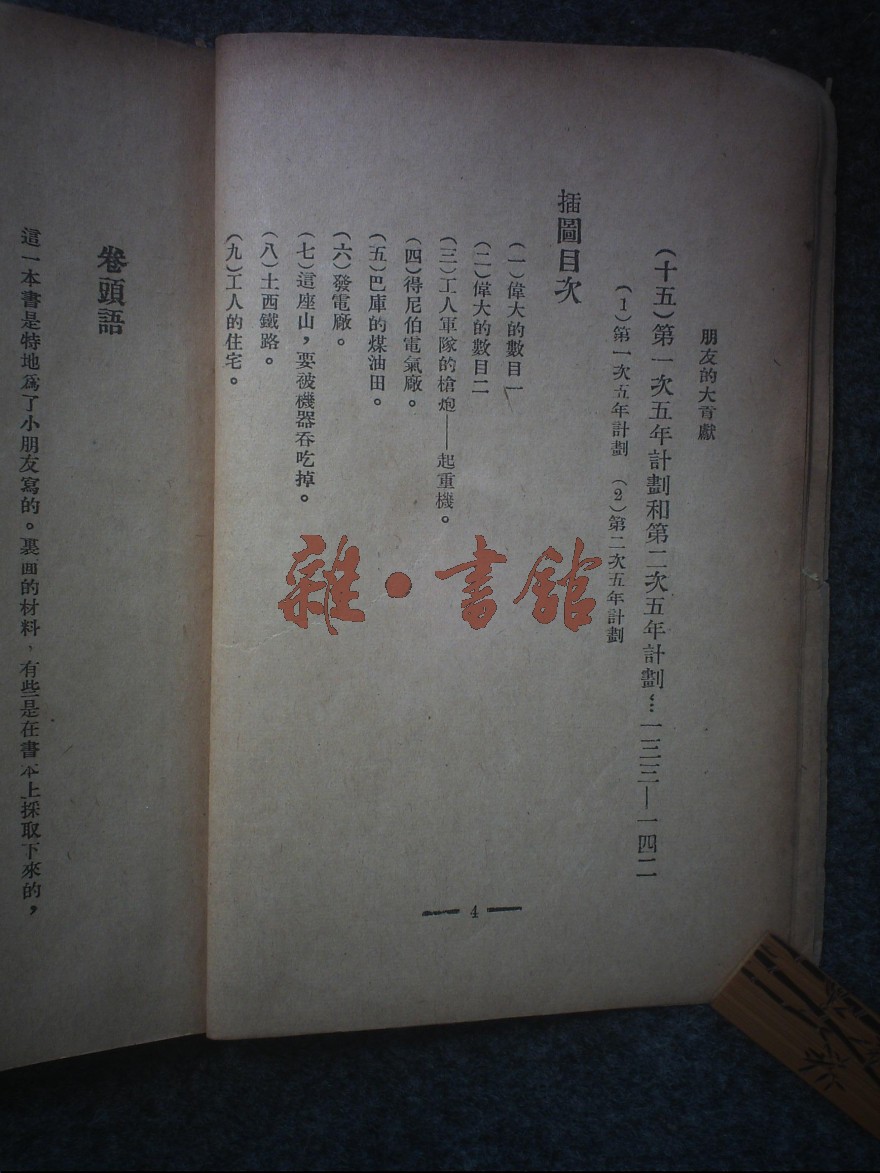 朋友的大貢獻
(十五)第一次五年計劃和第二次五年計劃…一三三—一四二
(1)第一次五年計劃 (2)第二次五年計劃
插圖目次
(一)偉大的數目一
(二)偉大的數目二
(三)工人軍隊的槍炮——起重機。
(四)得尼伯電氣廠。
(五)巴庫的煤油田。
(六)發電廠。
(七)這座山，要被機器吞吃掉。
(八)土西鐵路。
(九)工人的住宅。
— 4 —
卷頭語
這一本書是特地為了小朋友寫的。裏面的材料，有些是在書本上採取下來的，
雜·書館